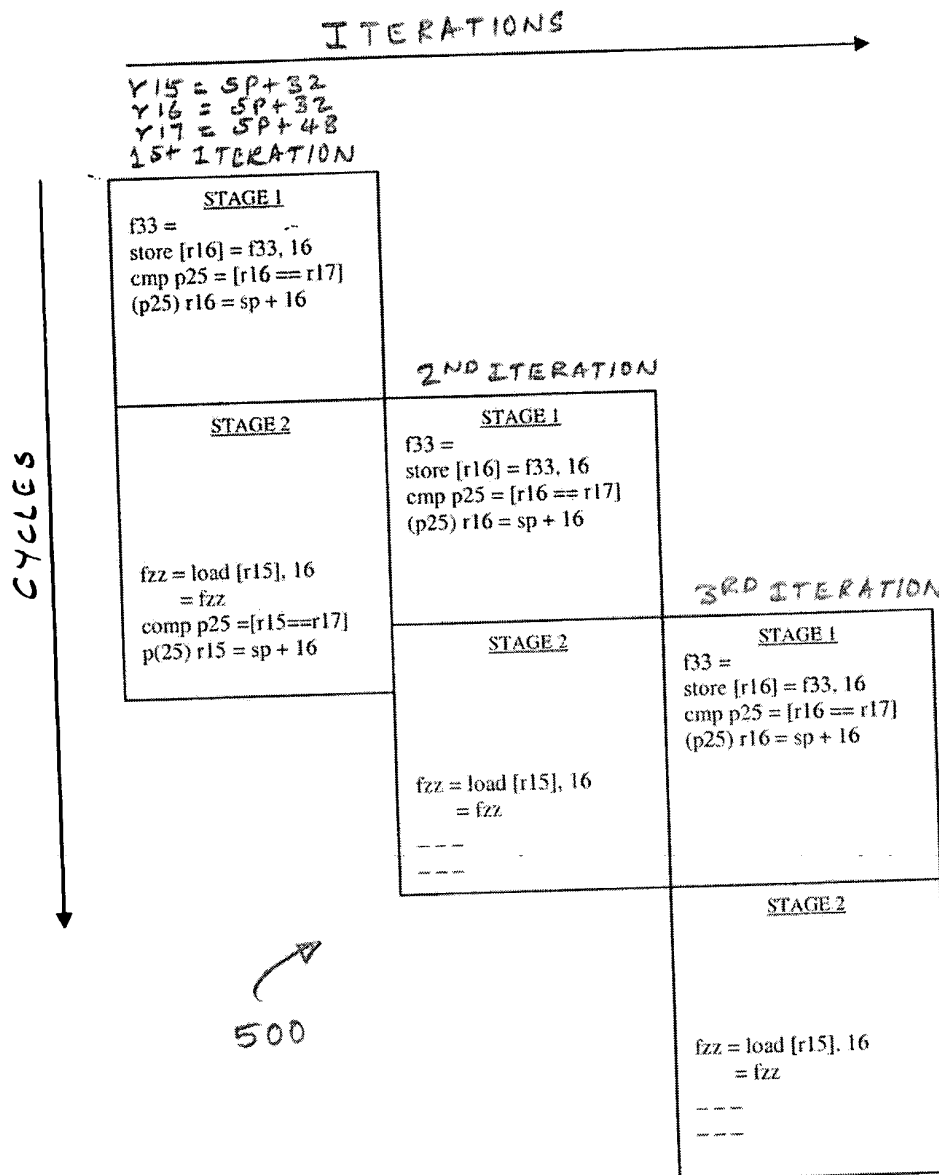 ITERATIONS
r15 = SP+32
r16 = SP+32
r17 = SP+48
1st ITERATION
CYCLES
STAGE 1
f33 =
store [r16] = f33, 16
cmp p25 = [r16 == r17]
(p25) r16 = sp + 16
STAGE 2
fzz = load [r15], 16
= fzz
comp p25 =[r15==r17]
p(25) r15 = sp + 16
2ND ITERATION
STAGE 1
f33 =
store [r16] = f33, 16
cmp p25 = [r16 == r17]
(p25) r16 = sp + 16
STAGE 2
fzz = load [r15], 16
= fzz
---
---
3RD ITERATION
STAGE 1
f33 =
store [r16] = f33, 16
cmp p25 = [r16 == r17]
(p25) r16 = sp + 16
STAGE 2
fzz = load [r15], 16
= fzz
---
---
500